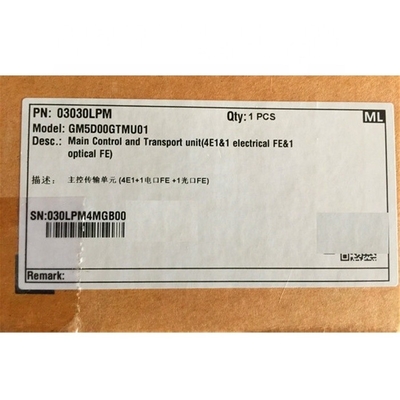 PN: 03030LPM
Qty: 1 PCS
ML
Model: GM5D00GTMU01
Desc.: Main Control and Transport unit(4E1&1 electrical FE&1
optical FE)
描述: 主控传输单元 (4E1+1电口FE +1光口FE)
SN:030LPM4MGB00
Remark: